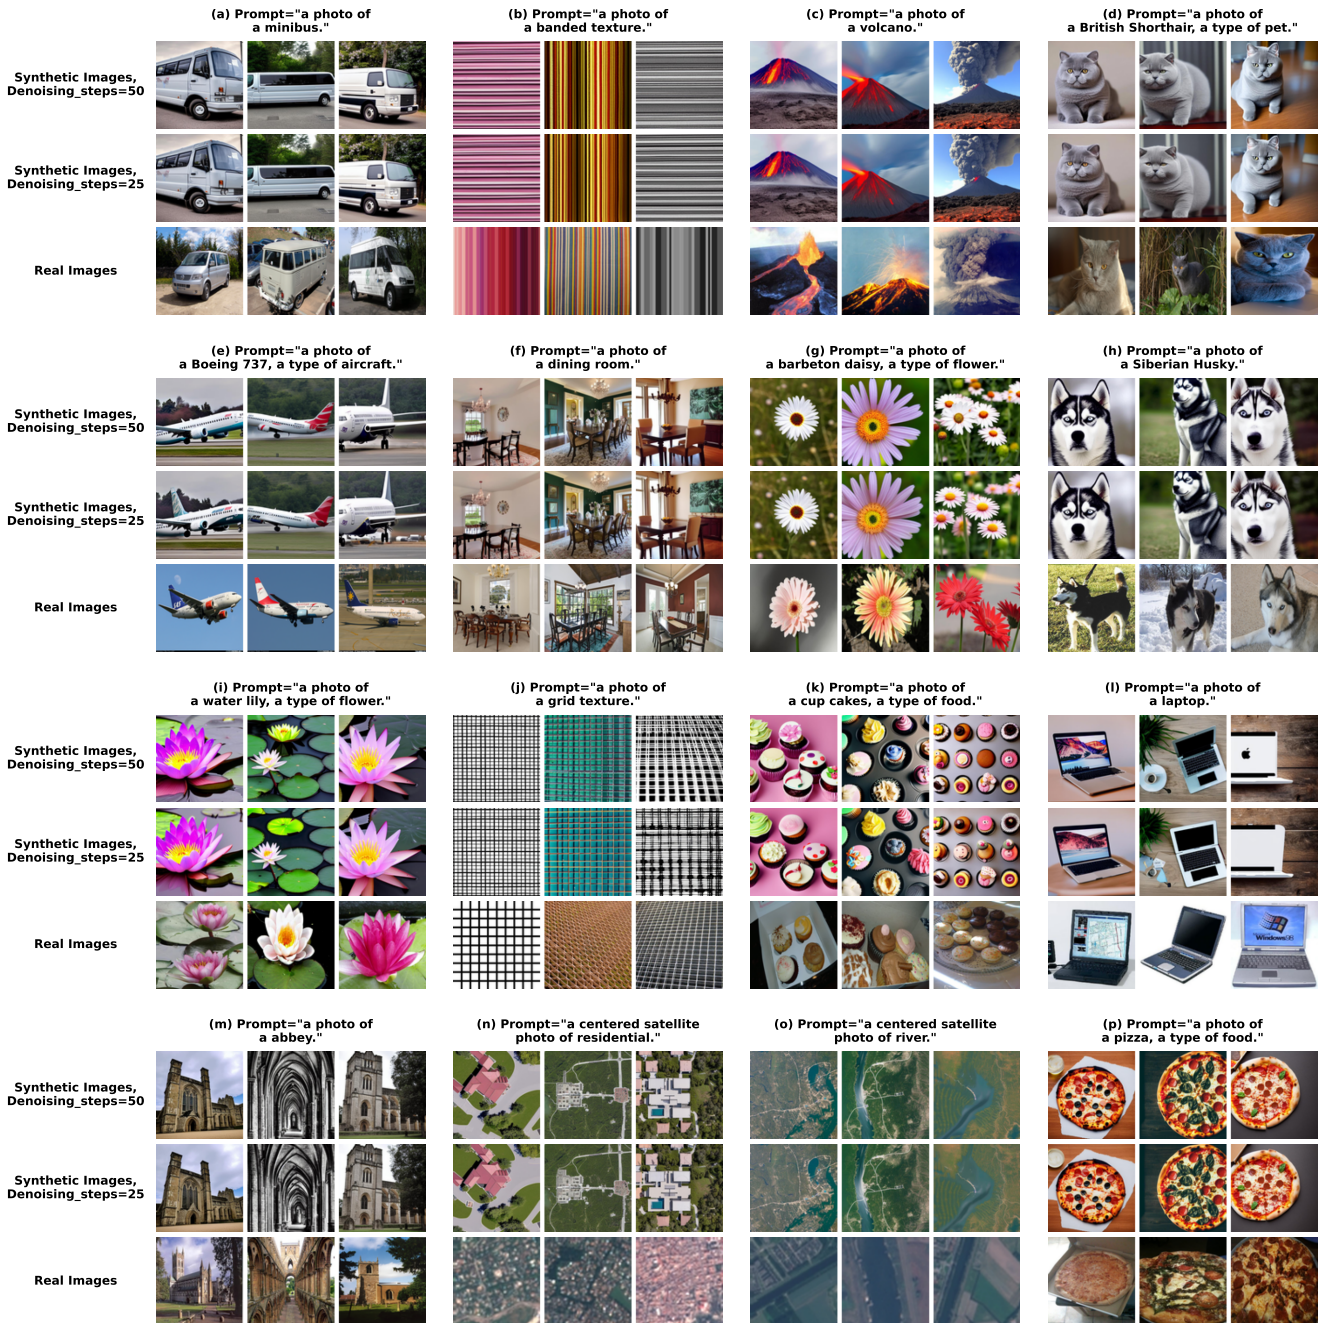 (a) Prompt="a photo of
a minibus."
(b) Prompt="a photo of
a banded texture."
(c) Prompt="a photo of
a volcano."
(d) Prompt="a photo of
a British Shorthair, a type of pet."
Synthetic Images,
Denoising_steps=50
Synthetic Images,
Denoising_steps=25
Real Images
(e) Prompt="a photo of
a Boeing 737, a type of aircraft."
(f) Prompt="a photo of
a dining room."
(g) Prompt="a photo of
a barbeton daisy, a type of flower."
(h) Prompt="a photo of
a Siberian Husky."
Synthetic Images,
Denoising_steps=50
Synthetic Images,
Denoising_steps=25
Real Images
(i) Prompt="a photo of
a water lily, a type of flower."
(j) Prompt="a photo of
a grid texture."
(k) Prompt="a photo of
a cup cakes, a type of food."
(l) Prompt="a photo of
a laptop."
Synthetic Images,
Denoising_steps=50
Synthetic Images,
Denoising_steps=25
Real Images
Windows98
(m) Prompt="a photo of
a abbey."
(n) Prompt="a centered satellite
photo of residential."
(o) Prompt="a centered satellite
photo of river."
(p) Prompt="a photo of
a pizza, a type of food."
Synthetic Images,
Denoising_steps=50
Synthetic Images,
Denoising_steps=25
Real Images